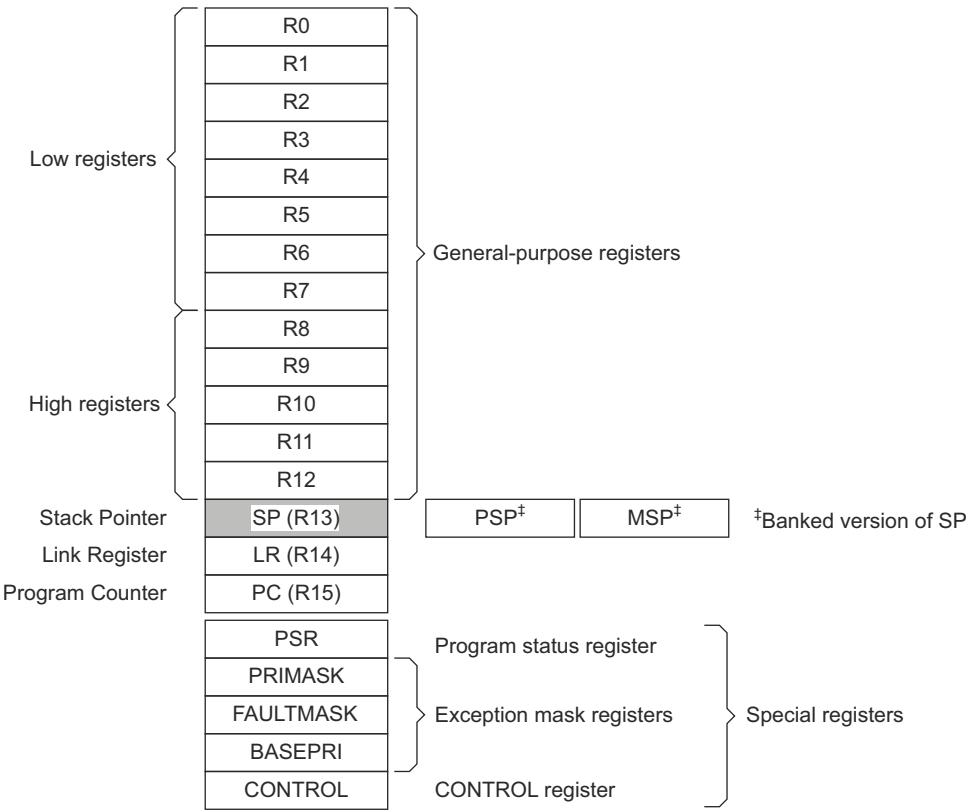 R0
R1
R2
R3
Low registers
R4
R5
R6
General-purpose registers
R7
R8
R9
High registers
R10
R11
R12
Stack Pointer
SP (R13)
PSP‡
MSP‡
‡Banked version of SP
Link Register
LR (R14)
Program Counter
PC (R15)
PSR
Program status register
PRIMASK
FAULTMASK
Exception mask registers
Special registers
BASEPRI
CONTROL
CONTROL register